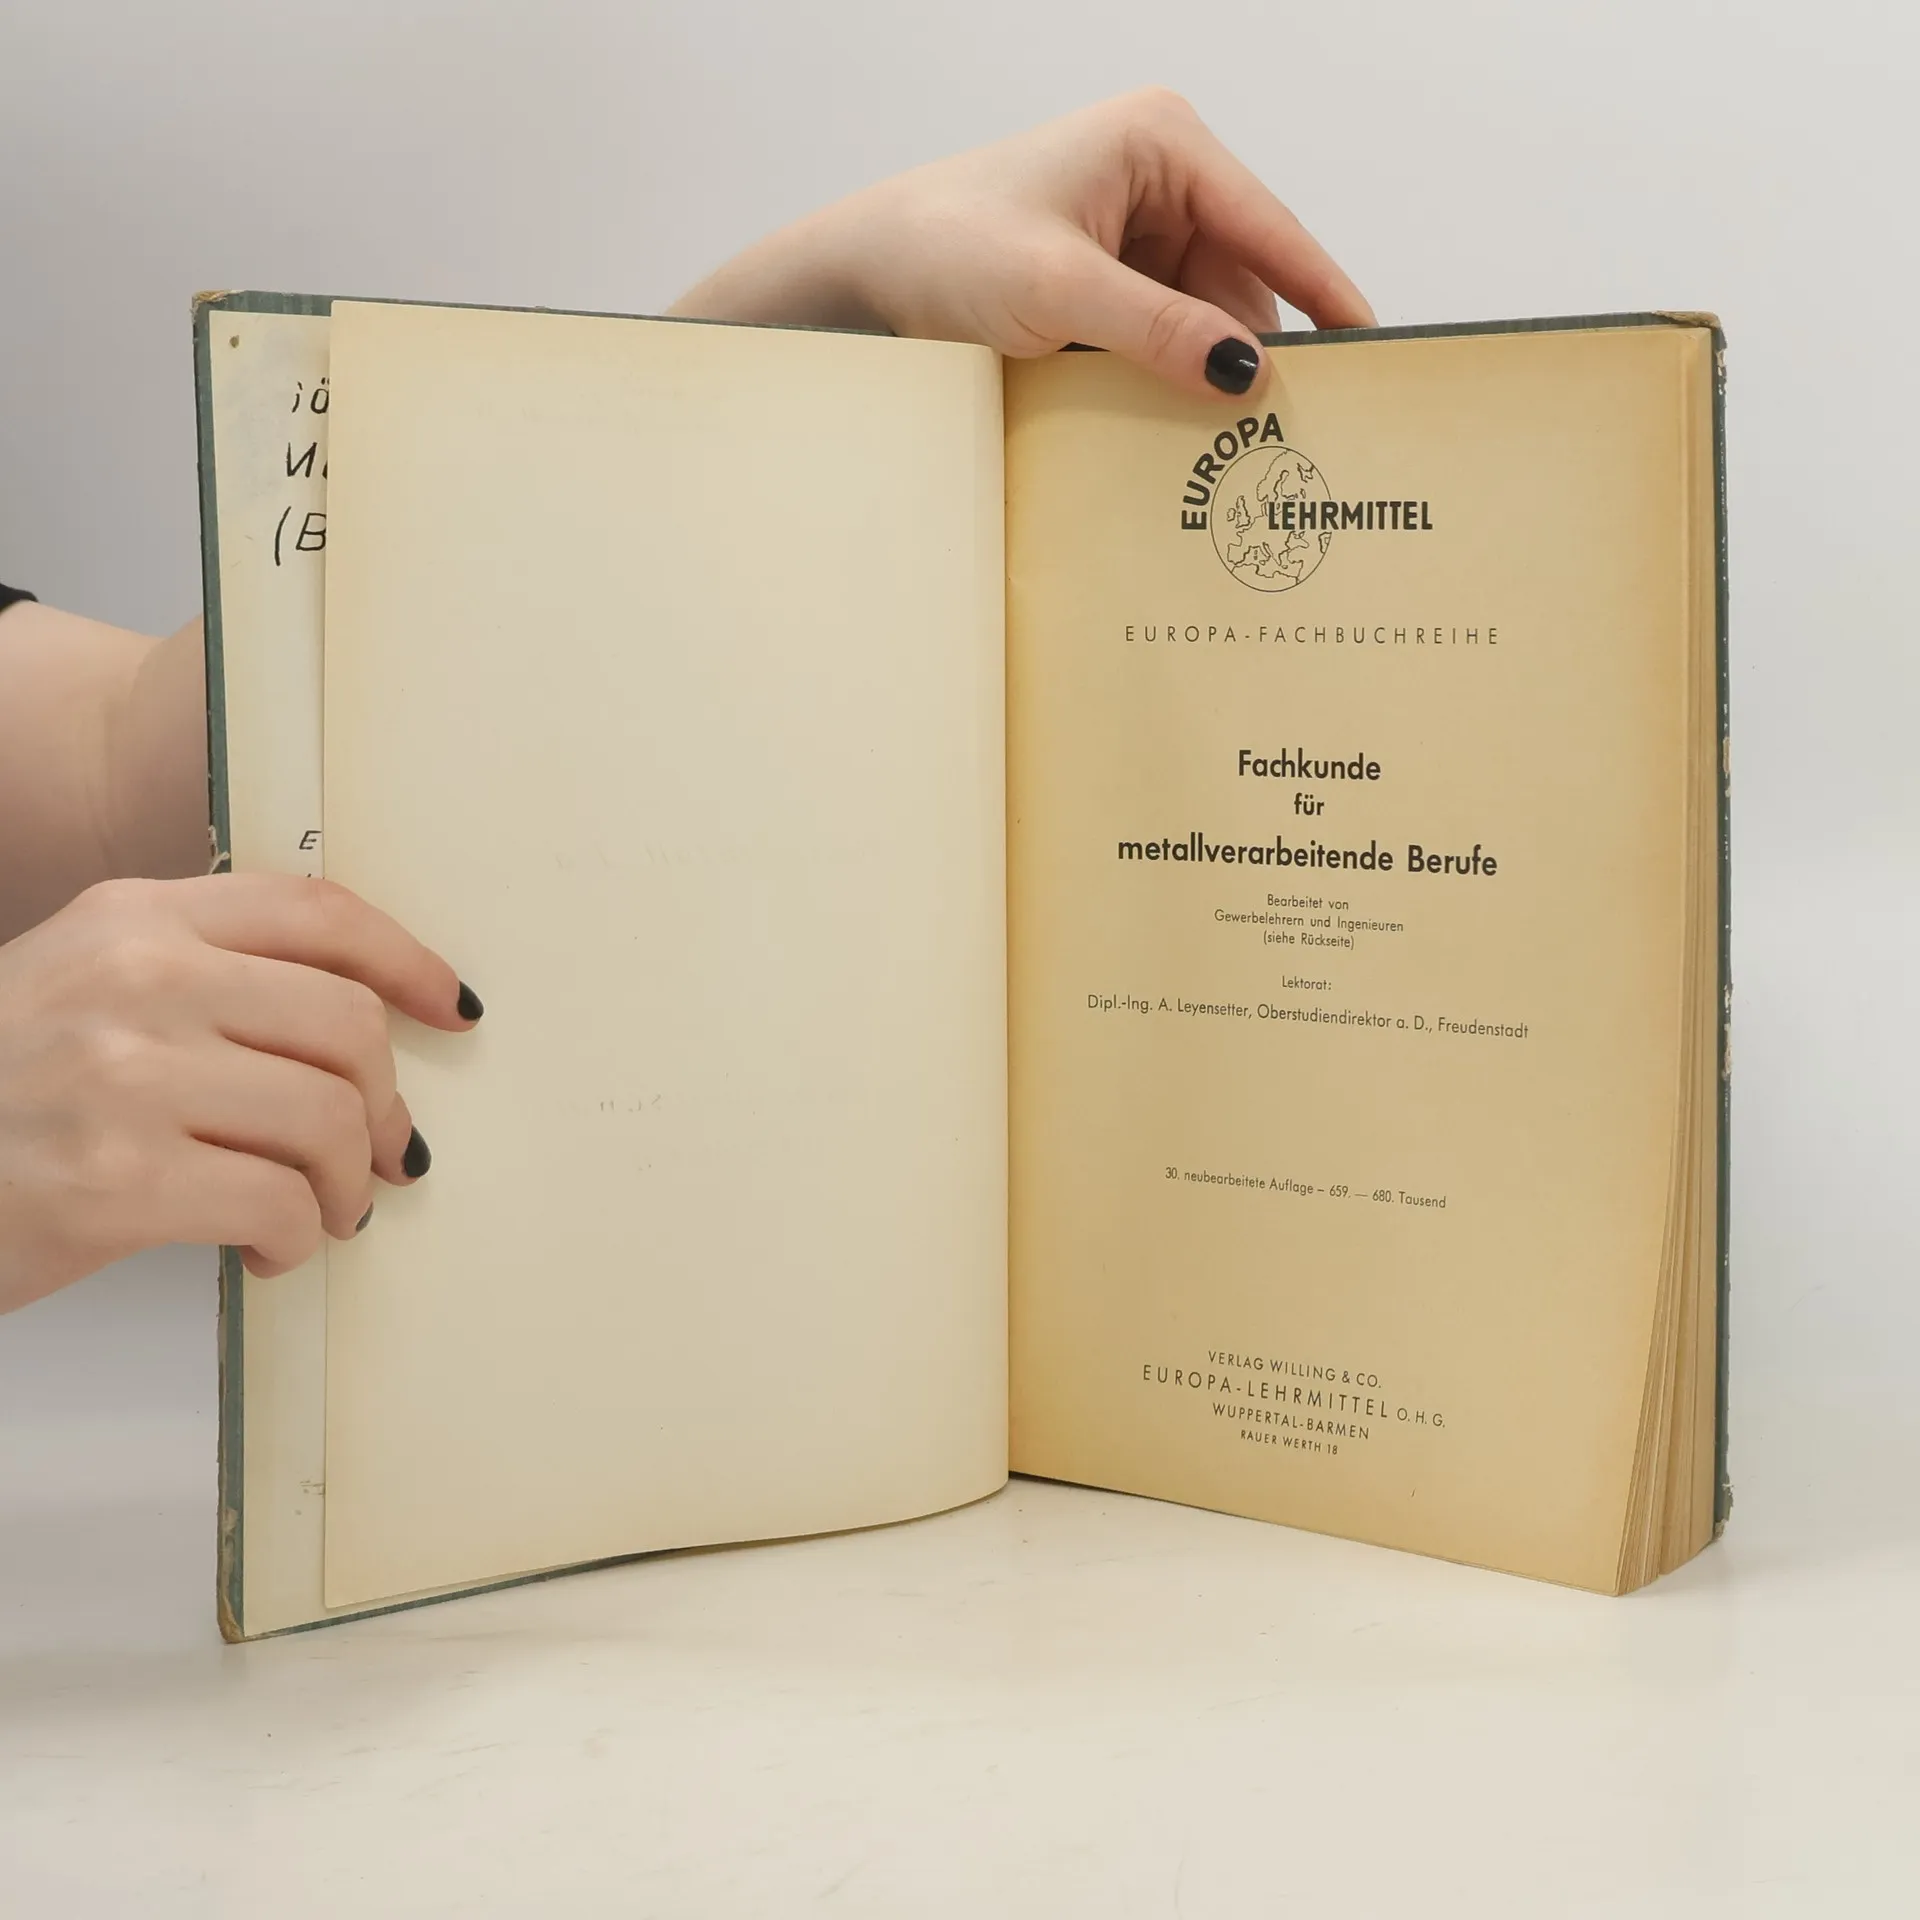 (B
E
EUROPA
LEHRMITTEL
EUROPA-FACHBUCHREIHE
Fachkunde
für
metallverarbeitende Berufe
Bearbeitet von
Gewerbelehrern und Ingenieuren
(siehe Rückseite)
Lektorat:
Dipl.-Ing. A. Leyensetter, Oberstudiendirektor a. D., Freudenstadt
30. neubearbeitete Auflage – 659. — 680. Tausend
VERLAG WILLING & CO.
EUROPA-LEHRMITTEL O. H. G.
WUPPERTAL-BARMEN
RAUER WERTH 18